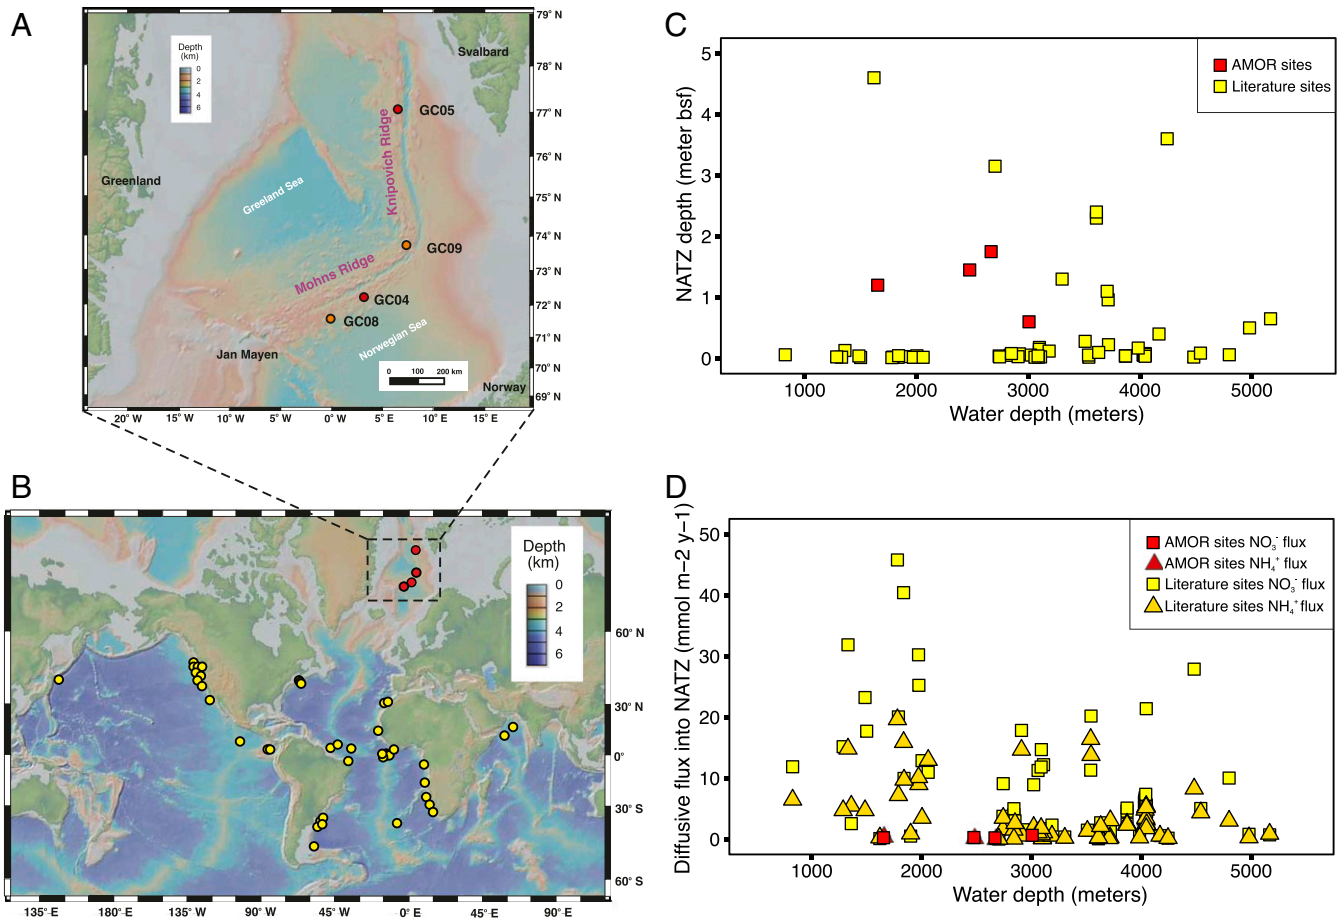 A
Depth
(km)
0
2
4
6
Svalbard
GC05
Knipovich Ridge
Greenland
Greeland Sea
GC09
Mohns Ridge
GC04
GC08
Norwegian Sea
Jan Mayen
0 100 200 km
Norway
79° N
78° N
77° N
76° N
75° N
74° N
73° N
72° N
71° N
70° N
69° N
20° W 15° W 10° W 5° W 0° W 5° E 10° E 15° E
B
Depth
(km)
0
2
4
6
60° N
30° N
0°
30° S
60° S
135° E 180° E 135° W 90° W 45° W 0° E 45° E 90° E
C
AMOR sites
Literature sites
NATZ depth (meter bsf)
5
4
3
2
1
0
1000 2000 3000 4000 5000
Water depth (meters)
D
AMOR sites NO₃⁻ flux
AMOR sites NH₄⁺ flux
Literature sites NO₃⁻ flux
Literature sites NH₄⁺ flux
Diffusive flux into NATZ (mmol m−2 y−1)
50
40
30
20
10
0
1000 2000 3000 4000 5000
Water depth (meters)